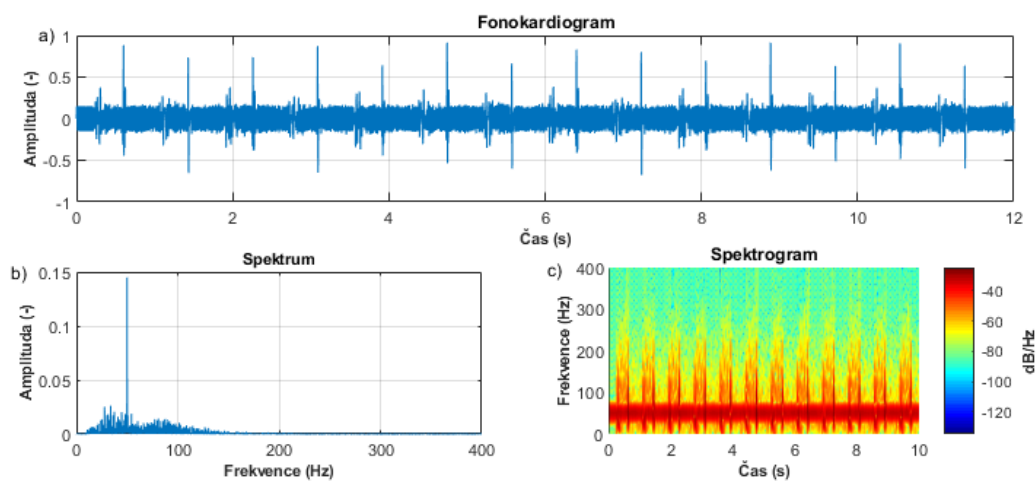 Fonokardiogram
a)
1
0.5
0
-0.5
-1
Amplituda (-)
0 2 4 6 8 10 12
Čas (s)
b)
Spektrum
0.15
0.1
0.05
0
Amplituda (-)
0 100 200 300 400
Frekvence (Hz)
c)
Spektrogram
400
300
200
100
0
Frekvence (Hz)
0 2 4 6 8 10
Čas (s)
-40
-60
-80
-100
-120
dB/Hz